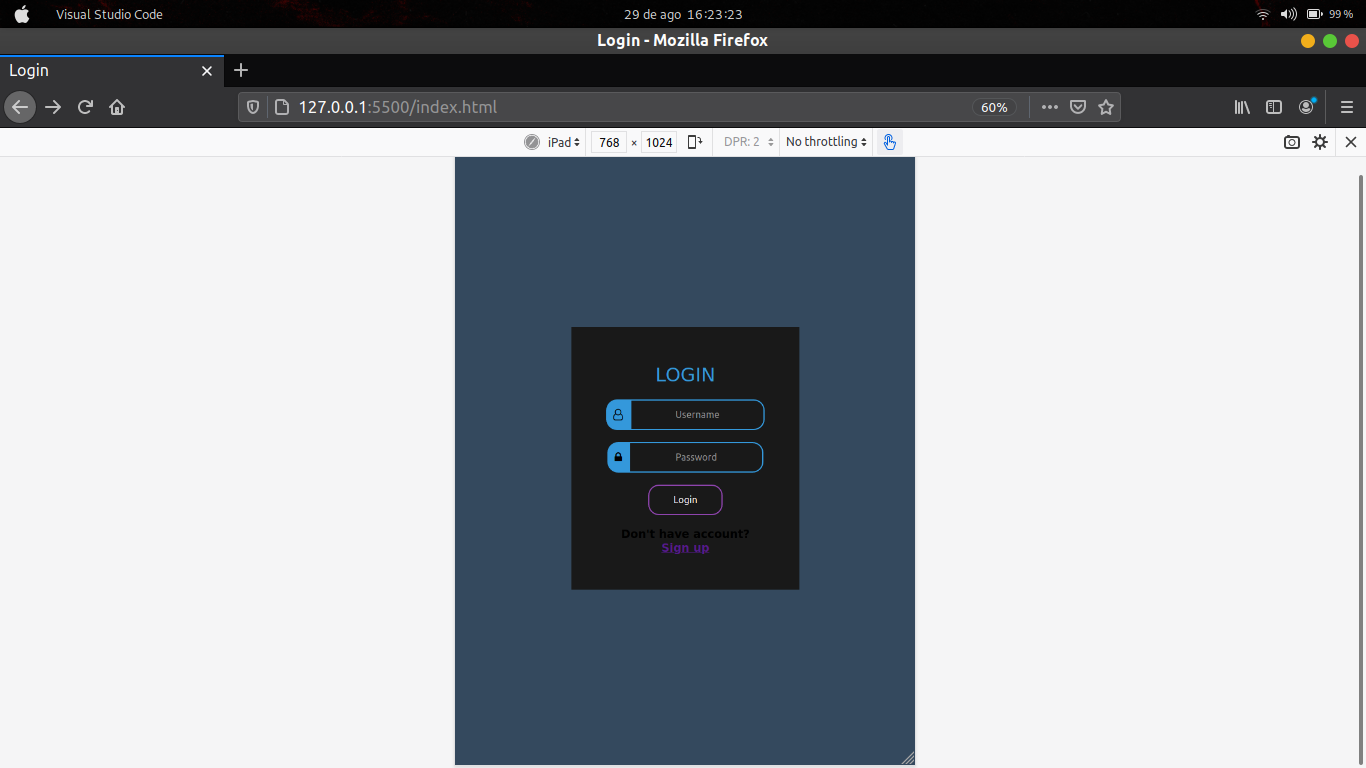 Visual Studio Code
29 de ago 16:23:23
99 %
Login - Mozilla Firefox
Login
127.0.0.1:5500/index.html
60%
iPad
768 × 1024
DPR: 2
No throttling
LOGIN
Username
Password
Login
Don't have account?
Sign up